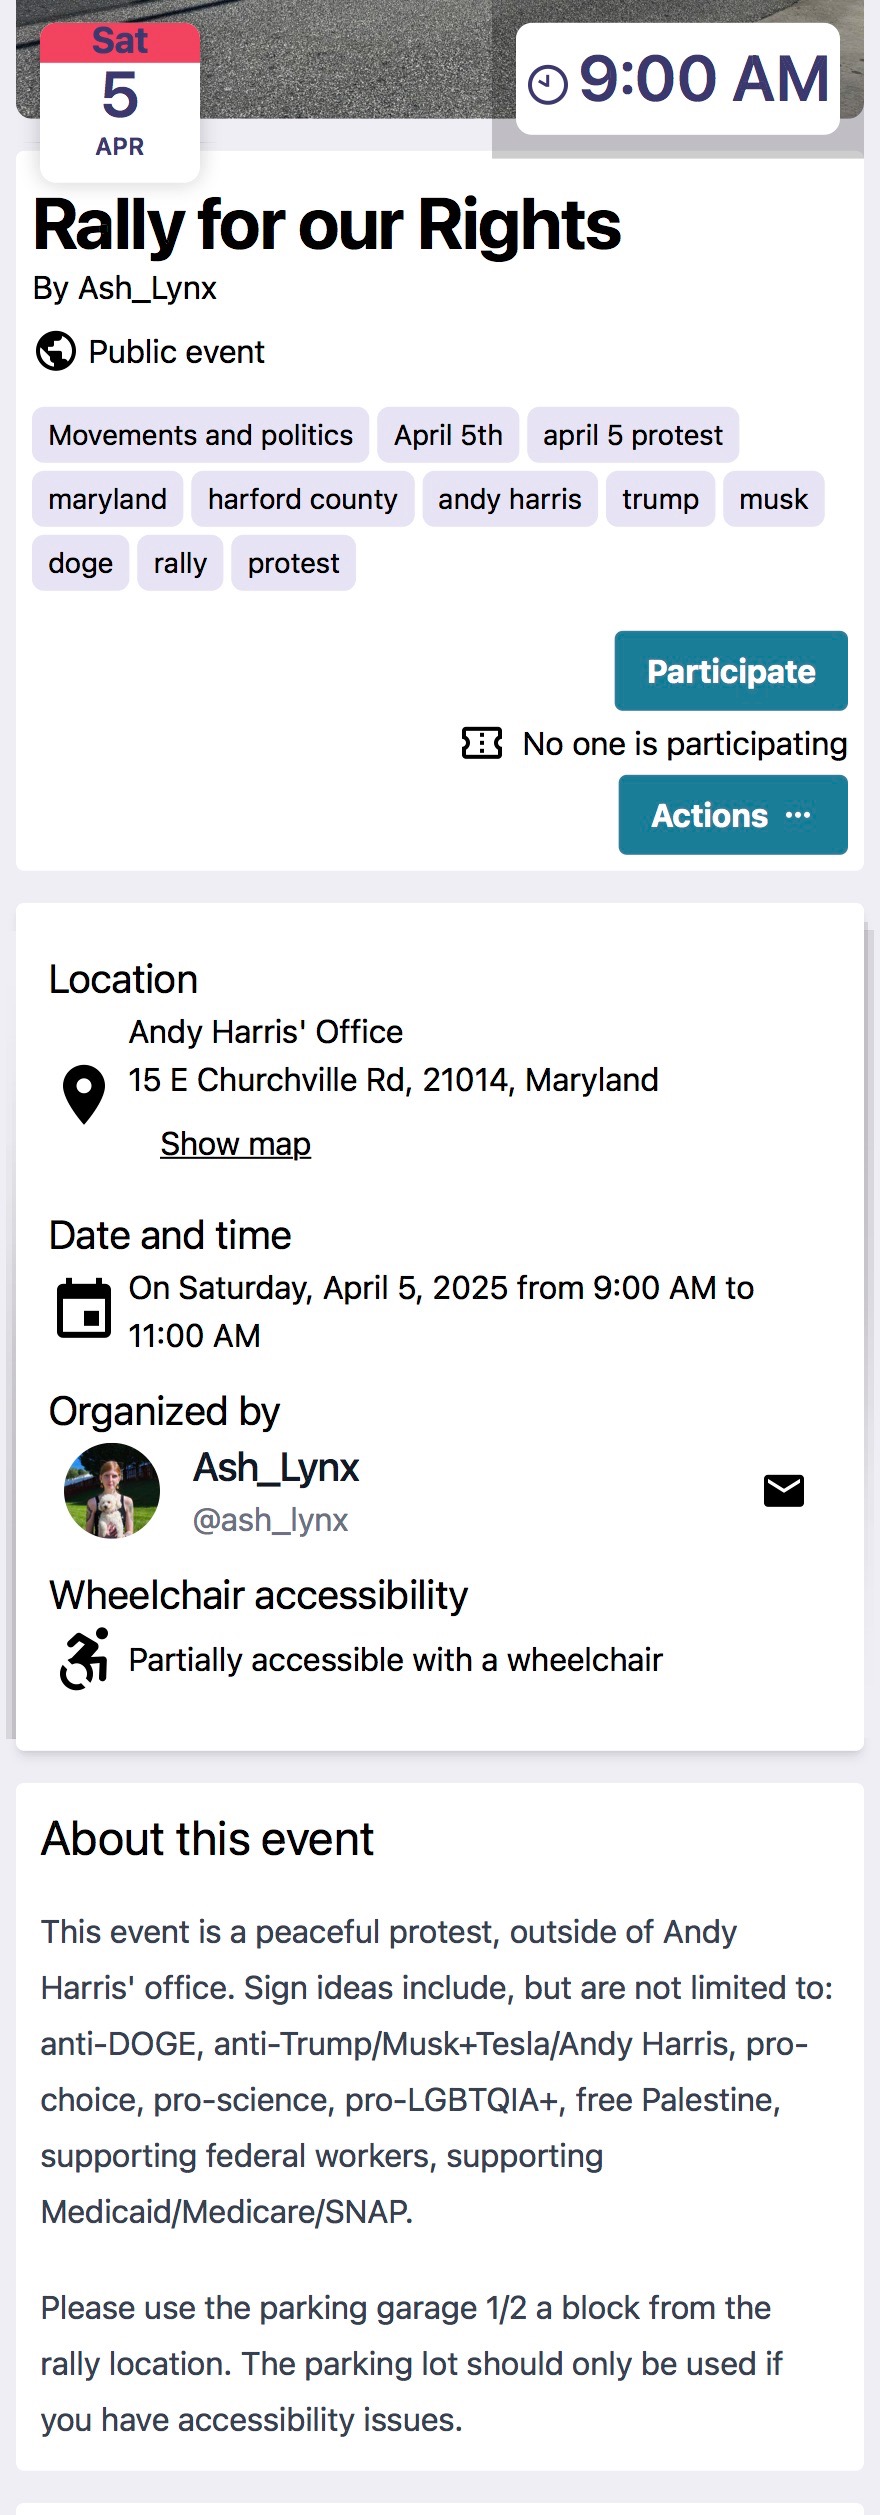 Sat
5
APR
9:00 AM
Rally for our Rights
By Ash_Lynx
Public event
Movements and politics April 5th april 5 protest
maryland harford county andy harris trump musk
doge rally protest
Participate
No one is participating
Actions ···
Location
Andy Harris' Office
15 E Churchville Rd, 21014, Maryland
Show map
Date and time
On Saturday, April 5, 2025 from 9:00 AM to
11:00 AM
Organized by
Ash_Lynx
@ash_lynx
Wheelchair accessibility
Partially accessible with a wheelchair
About this event
This event is a peaceful protest, outside of Andy
Harris' office. Sign ideas include, but are not limited to:
anti-DOGE, anti-Trump/Musk+Tesla/Andy Harris, pro-
choice, pro-science, pro-LGBTQIA+, free Palestine,
supporting federal workers, supporting
Medicaid/Medicare/SNAP.
Please use the parking garage 1/2 a block from the
rally location. The parking lot should only be used if
you have accessibility issues.